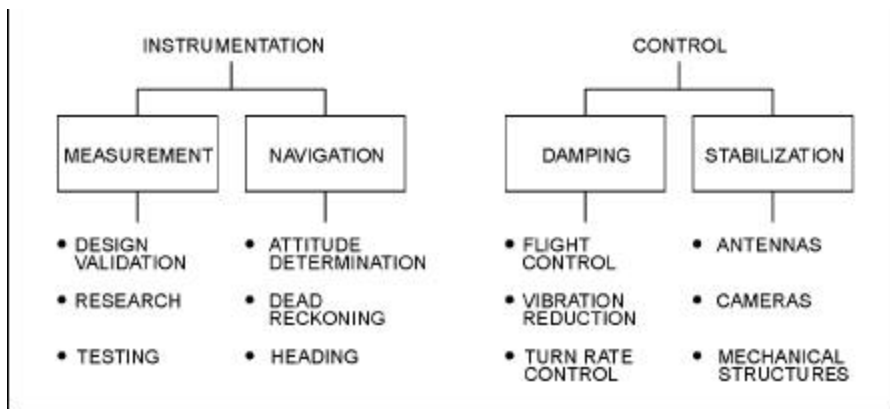 INSTRUMENTATION
CONTROL
MEASUREMENT
NAVIGATION
DAMPING
STABILIZATION
• DESIGN
VALIDATION
• RESEARCH
• TESTING
• ATTITUDE
DETERMINATION
• DEAD
RECKONING
• HEADING
• FLIGHT
CONTROL
• VIBRATION
REDUCTION
• TURN RATE
CONTROL
• ANTENNAS
• CAMERAS
• MECHANICAL
STRUCTURES